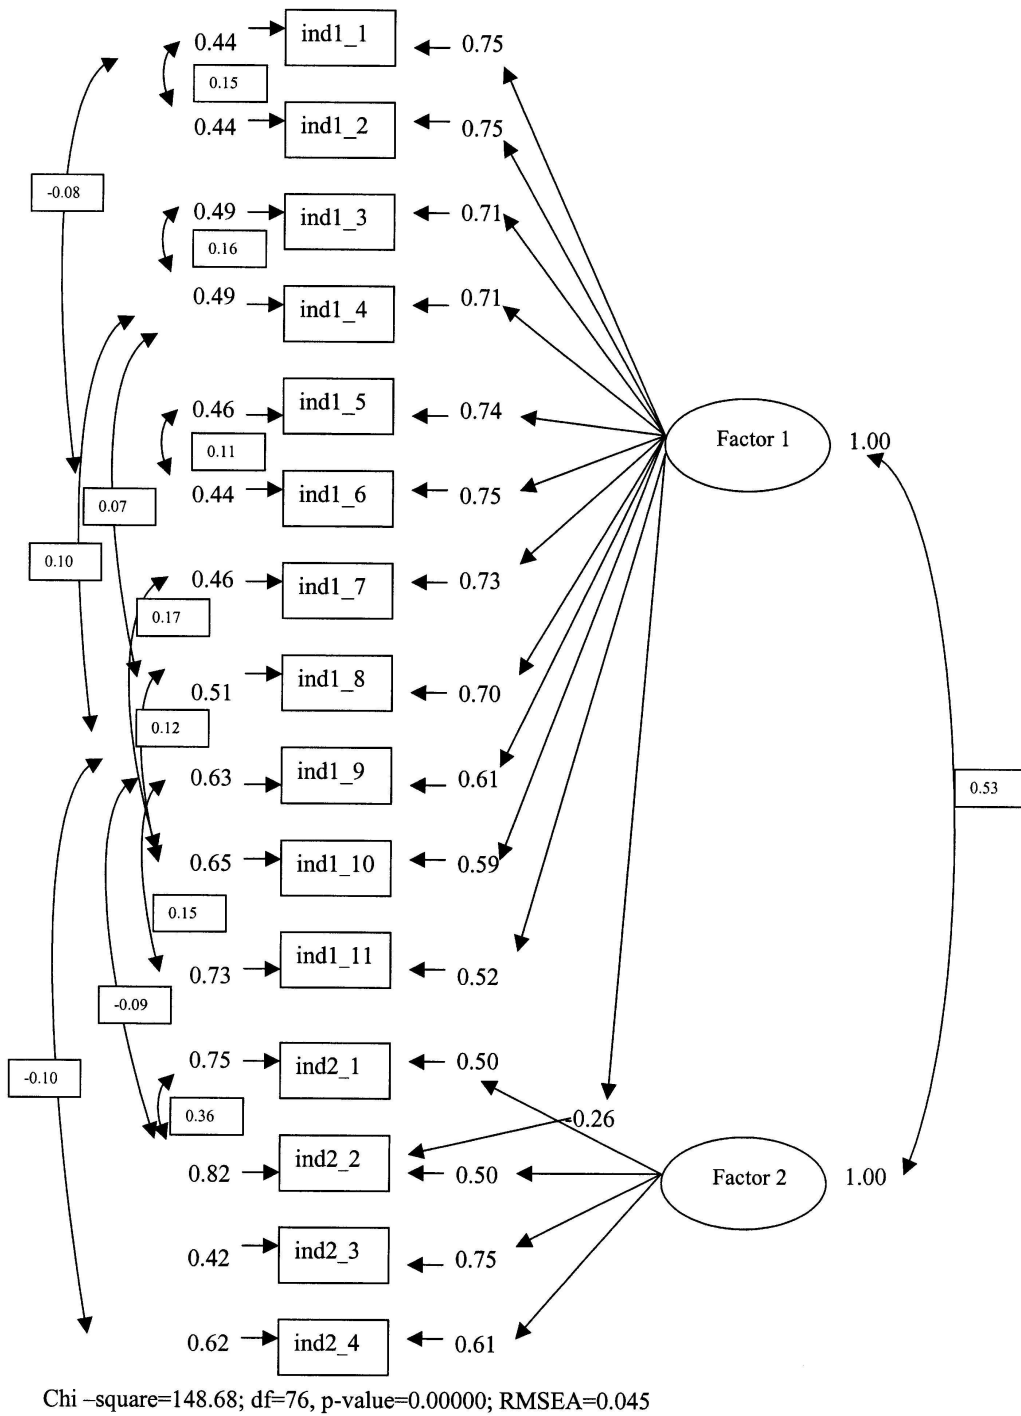 0.44 ind1_1 0.75
0.15
0.44 ind1_2 0.75
-0.08
0.49 ind1_3 0.71
0.16
0.49 ind1_4 0.71
0.46 ind1_5 0.74
Factor 1 1.00
0.11
0.44 ind1_6 0.75
0.07
0.10
0.46 ind1_7 0.73
0.17
0.51 ind1_8 0.70
0.12
0.63 ind1_9 0.61
0.53
0.65 ind1_10 0.59
0.15
0.73 ind1_11 0.52
-0.09
0.75 ind2_1 0.50
-0.10
0.36 -0.26
0.82 ind2_2 0.50
Factor 2 1.00
0.42 ind2_3 0.75
0.62 ind2_4 0.61
Chi –square=148.68; df=76, p-value=0.00000; RMSEA=0.045